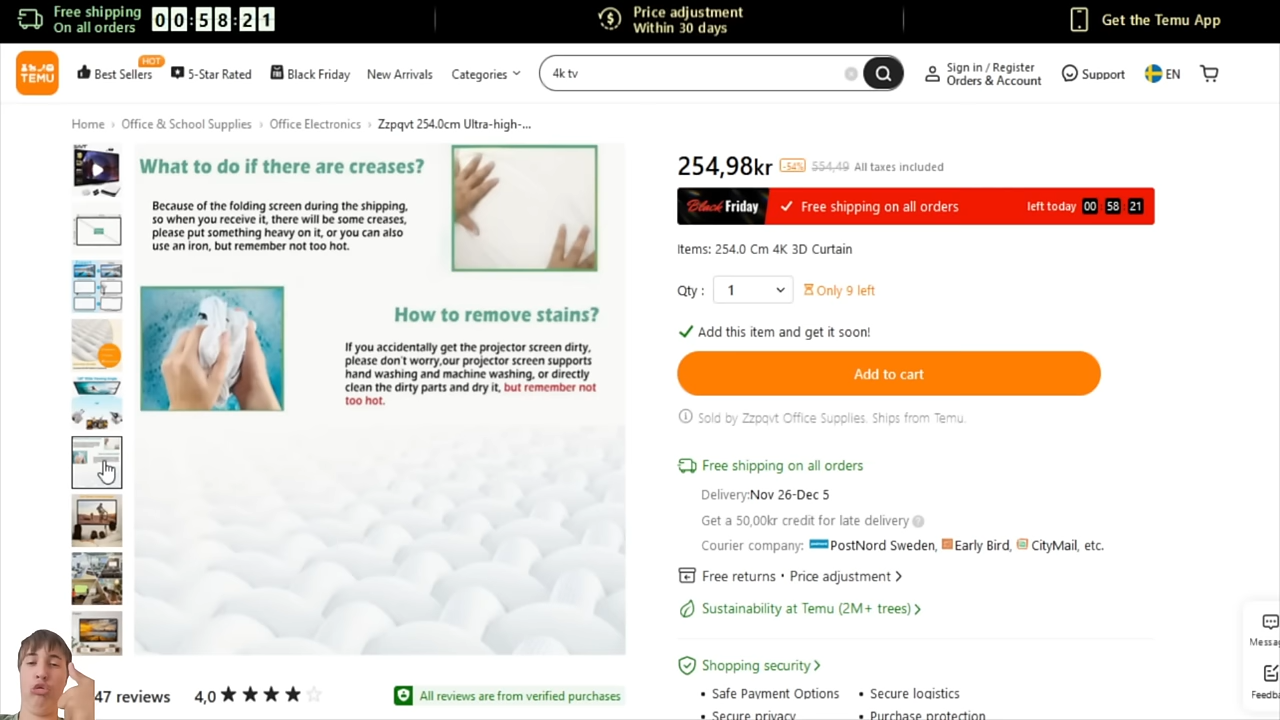 Free shipping
On all orders
00:58:21
Price adjustment
Within 30 days
Get the Temu App
TEMU
Best Sellers
HOT
5-Star Rated
Black Friday
New Arrivals
Categories
4k tv
Sign in / Register
Orders & Account
Support
EN
Home › Office & School Supplies › Office Electronics › Zzpqvt 254.0cm Ultra-high-...
What to do if there are creases?
Because of the folding screen during the shipping,
so when you receive it, there will be some creases,
please put something heavy on it, or you can also
use an iron, but remember not too hot.
How to remove stains?
If you accidentally get the projector screen dirty,
please don't worry,our projector screen supports
hand washing and machine washing, or directly
clean the dirty parts and dry it, but remember not
too hot.
47 reviews
4,0
All reviews are from verified purchases
254,98kr -54% 554,49 All taxes included
Black Friday
Free shipping on all orders
left today 00 58 21
Items: 254.0 Cm 4K 3D Curtain
Qty : 1
Only 9 left
Add this item and get it soon!
Add to cart
Sold by Zzpqvt Office Supplies. Ships from Temu.
Free shipping on all orders
Delivery:Nov 26-Dec 5
Get a 50,00kr credit for late delivery
Courier company: PostNord Sweden, Early Bird, CityMail, etc.
Free returns · Price adjustment
Sustainability at Temu (2M+ trees)
Shopping security
• Safe Payment Options
• Secure logistics
• Secure privacy
• Purchase protection
Messa
Feedba